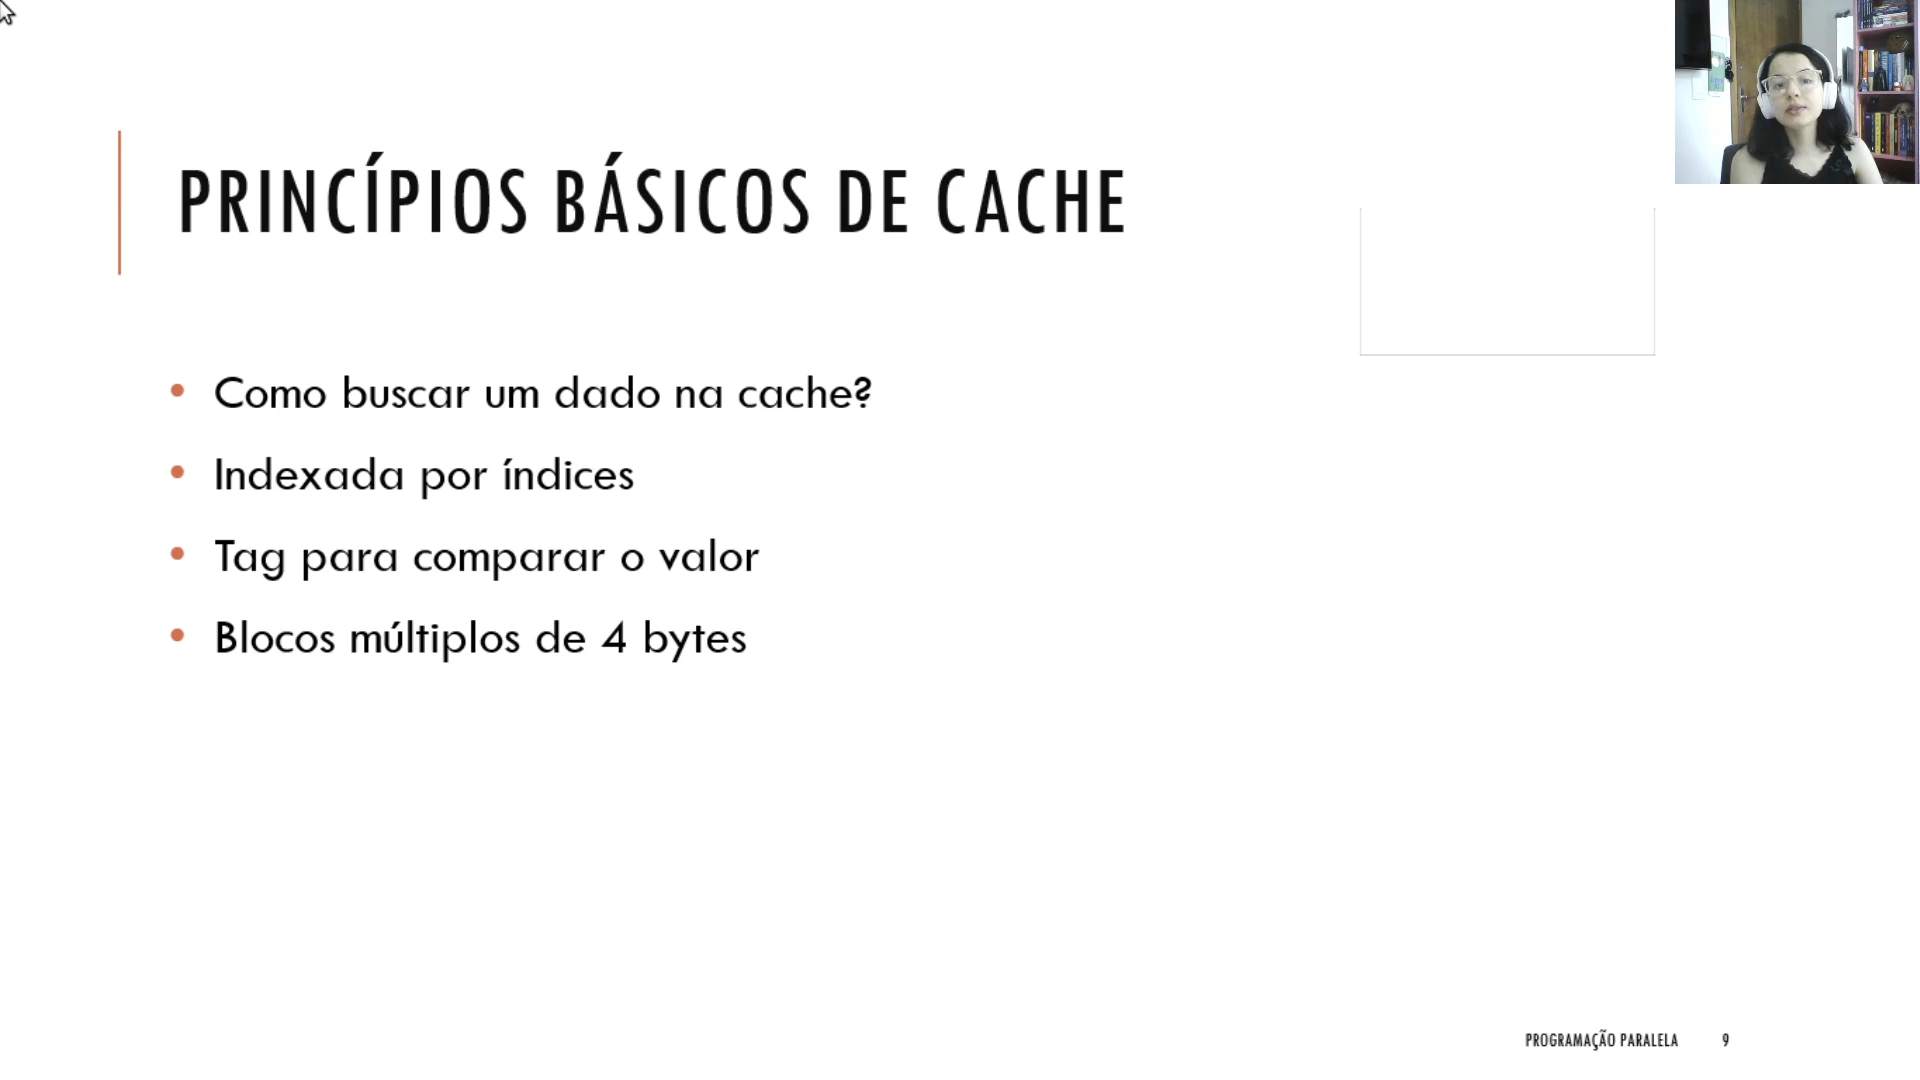 PRINCÍPIOS BÁSICOS DE CACHE
• Como buscar um dado na cache?
• Indexada por índices
• Tag para comparar o valor
• Blocos múltiplos de 4 bytes
PROGRAMAÇÃO PARALELA 9